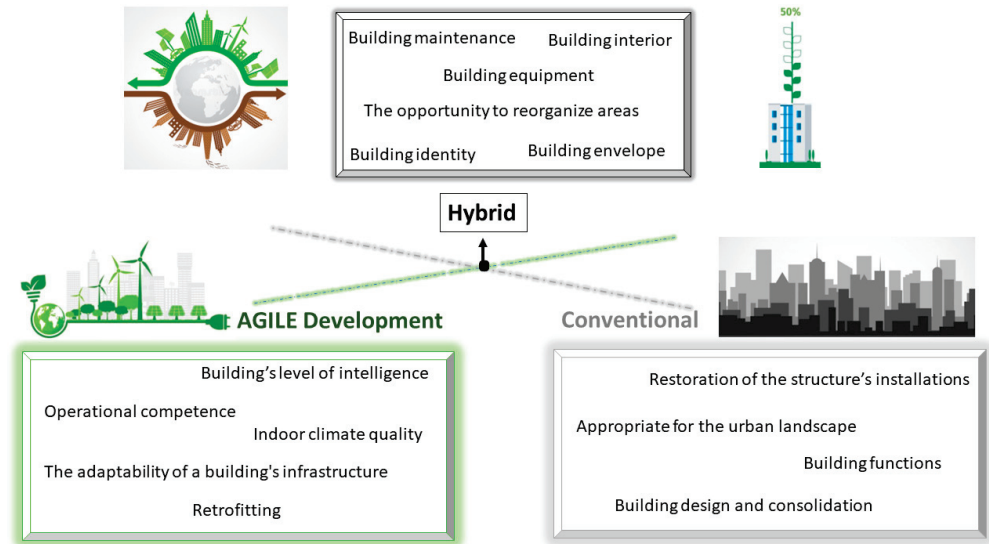 50%
Building maintenance
Building interior
Building equipment
The opportunity to reorganize areas
Building identity
Building envelope
Hybrid
AGILE Development
Conventional
Building's level of intelligence
Operational competence
Indoor climate quality
The adaptability of a building's infrastructure
Retrofitting
Restoration of the structure's installations
Appropriate for the urban landscape
Building functions
Building design and consolidation